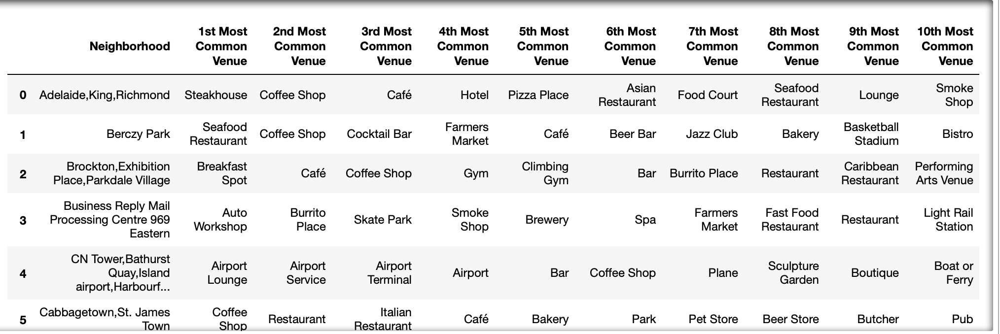 Neighborhood 1st Most Common Venue 2nd Most Common Venue 3rd Most Common Venue 4th Most Common Venue 5th Most Common Venue 6th Most Common Venue 7th Most Common Venue 8th Most Common Venue 9th Most Common Venue 10th Most Common Venue
0 Adelaide,King,Richmond Steakhouse Coffee Shop Café Hotel Pizza Place Asian Restaurant Food Court Seafood Restaurant Lounge Smoke Shop
1 Berczy Park Seafood Restaurant Coffee Shop Cocktail Bar Farmers Market Café Beer Bar Jazz Club Bakery Basketball Stadium Bistro
2 Brockton,Exhibition Place,Parkdale Village Breakfast Spot Café Coffee Shop Gym Climbing Gym Bar Burrito Place Restaurant Caribbean Restaurant Performing Arts Venue
3 Business Reply Mail Processing Centre 969 Eastern Auto Workshop Burrito Place Skate Park Smoke Shop Brewery Spa Farmers Market Fast Food Restaurant Restaurant Light Rail Station
4 CN Tower,Bathurst Quay,Island airport,Harbourf... Airport Lounge Airport Service Airport Terminal Airport Bar Coffee Shop Plane Sculpture Garden Boutique Boat or Ferry
5 Cabbagetown,St. James Town Coffee Shop Restaurant Italian Restaurant Café Bakery Park Pet Store Beer Store Butcher Pub